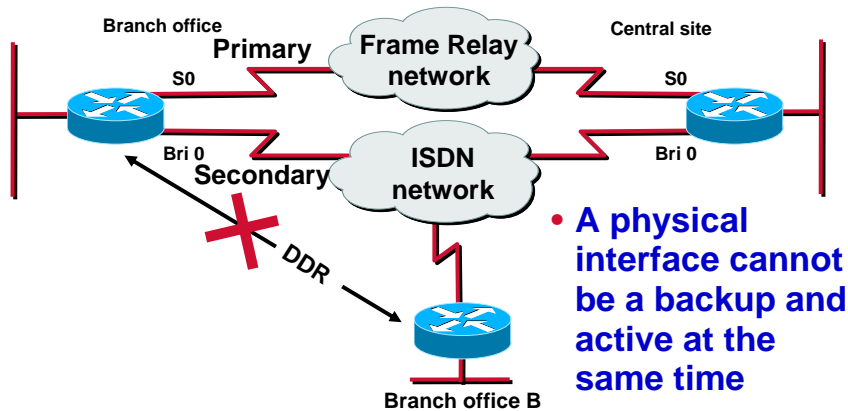 Branch office
Primary
Frame Relay
network
Central site
S0
S0
Bri 0
Secondary
ISDN
network
Bri 0
DDR
• A physical
interface cannot
be a backup and
active at the
same time
Branch office B